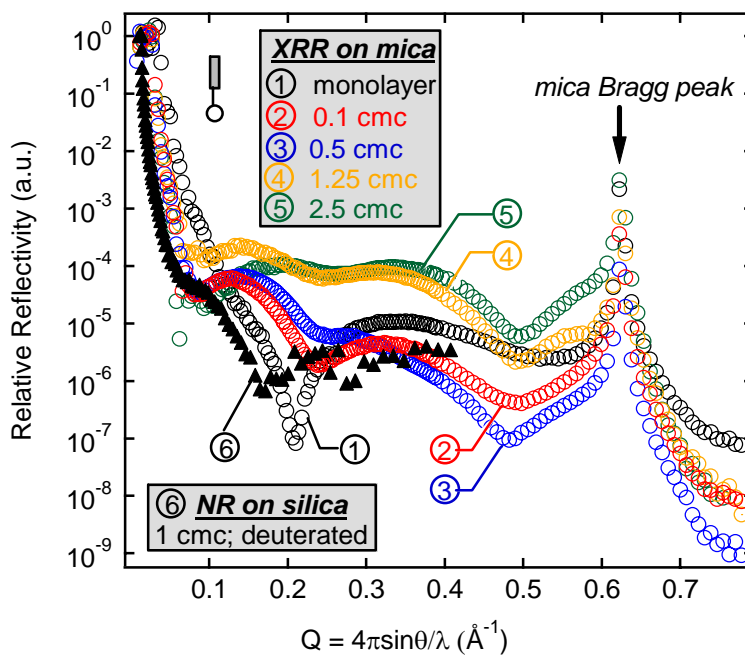 10⁰
10⁻¹
10⁻²
10⁻³
10⁻⁴
10⁻⁵
10⁻⁶
10⁻⁷
10⁻⁸
10⁻⁹
Relative Reflectivity (a.u.)
XRR on mica
① monolayer
② 0.1 cmc
③ 0.5 cmc
④ 1.25 cmc
⑤ 2.5 cmc
mica Bragg peak
⑤
④
⑥
①
②
③
⑥ NR on silica
1 cmc; deuterated
0.1 0.2 0.3 0.4 0.5 0.6 0.7
Q = 4πsinθ/λ (Å⁻¹)